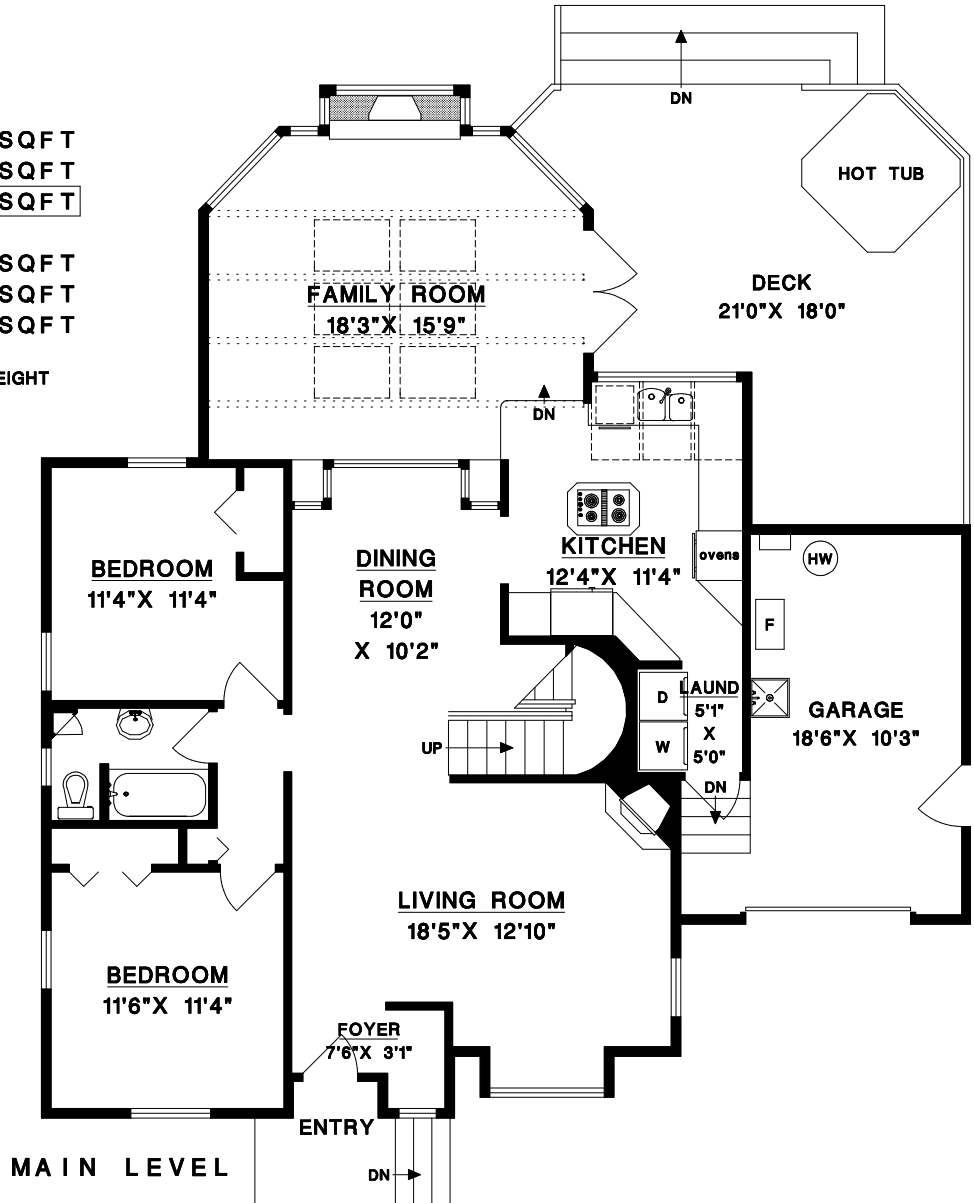 SQFT
SQFT
SQFT
SQFT
SQFT
SQFT
EIGHT
DN
HOT TUB
DECK
21'0"X 18'0"
FAMILY ROOM
18'3"X 15'9"
DN
BEDROOM
11'4"X 11'4"
DINING
ROOM
12'0"
X 10'2"
KITCHEN
12'4"X 11'4"
ovens
HW
F
UP
D
W
LAUND
5'1"
X
5'0"
DN
GARAGE
18'6"X 10'3"
LIVING ROOM
18'5"X 12'10"
BEDROOM
11'6"X 11'4"
FOYER
7'6"X 3'1"
ENTRY
DN
MAIN LEVEL